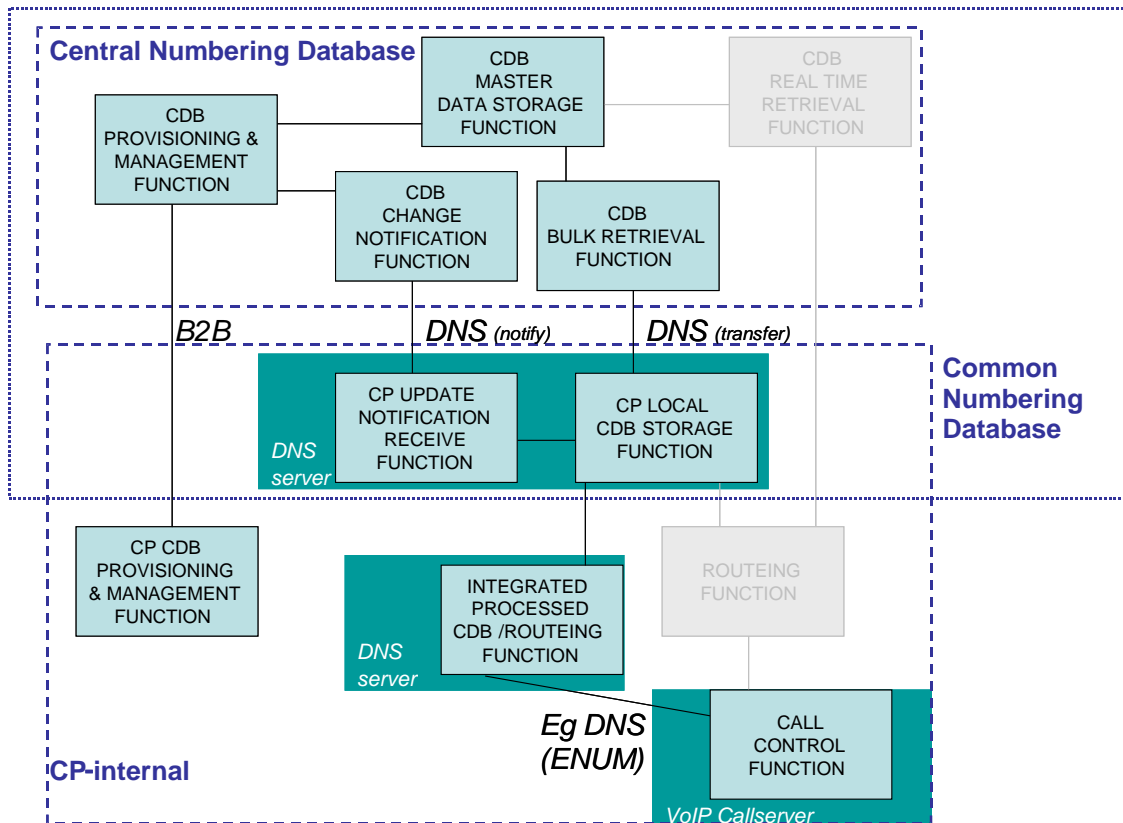 Central Numbering Database
CDB
MASTER
DATA STORAGE
FUNCTION
CDB
REAL TIME
RETRIEVAL
FUNCTION
CDB
PROVISIONING &
MANAGEMENT
FUNCTION
CDB
CHANGE
NOTIFICATION
FUNCTION
CDB
BULK RETRIEVAL
FUNCTION
B2B
DNS (notify)
DNS (transfer)
Common
Numbering
Database
CP UPDATE
NOTIFICATION
RECEIVE
FUNCTION
CP LOCAL
CDB STORAGE
FUNCTION
DNS
server
CP CDB
PROVISIONING
& MANAGEMENT
FUNCTION
INTEGRATED
PROCESSED
CDB /ROUTEING
FUNCTION
DNS
server
ROUTEING
FUNCTION
Eg DNS
(ENUM)
CALL
CONTROL
FUNCTION
VoIP Callserver
CP-internal